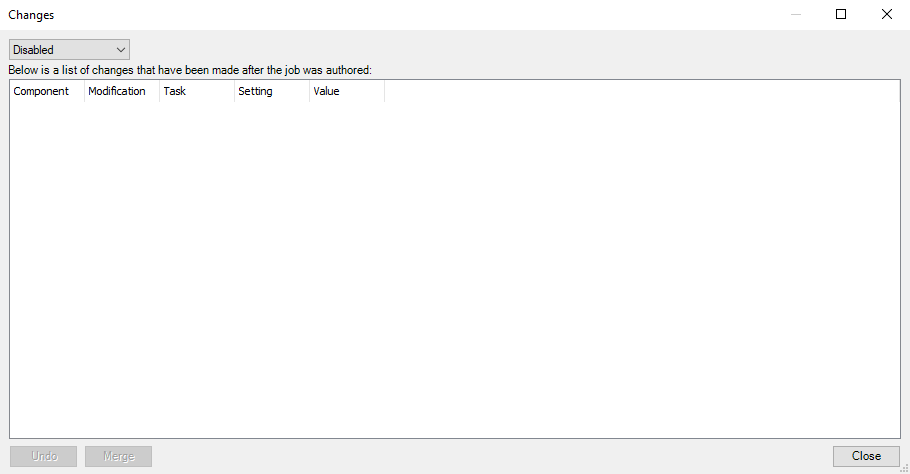 Changes
Disabled
Below is a list of changes that have been made after the job was authored:
Component Modification Task Setting Value
Undo Merge Close